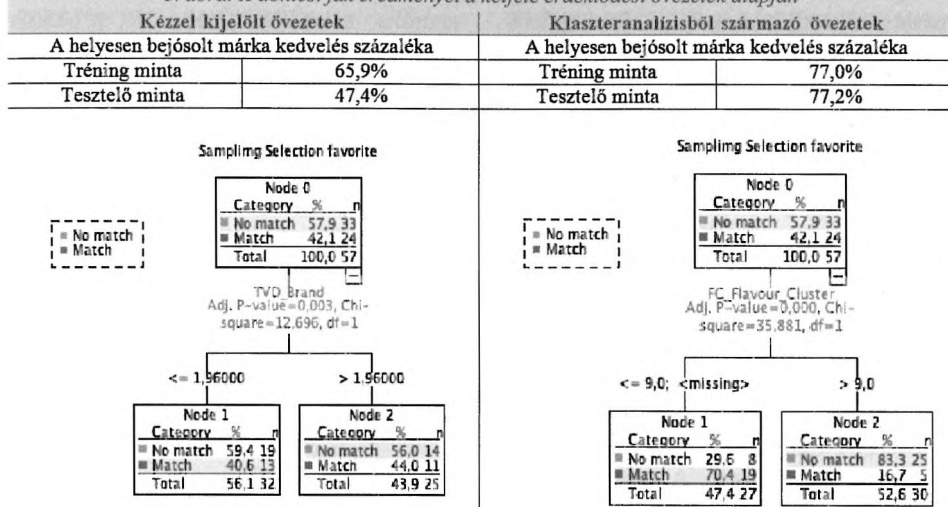 Kézzel kijelölt övezetek
A helyesen bejósolt márka kedvelés százaléka
Tréning minta 65,9%
Tesztelő minta 47,4%
Samplimg Selection favorite
No match
Match
Node 0
Category % n
No match 57,9 33
Match 42,1 24
Total 100,0 57
TVD_Brand
Adj. P-value=0,003, Chi-
square=12,696, df=1
<= 1,96000
> 1,96000
Node 1
Category % n
No match 59,4 19
Match 40,6 13
Total 56,1 32
Node 2
Category % n
No match 56,0 14
Match 44,0 11
Total 43,9 25
Klaszteranalízisből származó övezetek
A helyesen bejósolt márka kedvelés százaléka
Tréning minta 77,0%
Tesztelő minta 77,2%
Samplimg Selection favorite
No match
Match
Node 0
Category % n
No match 57,9 33
Match 42,1 24
Total 100,0 57
FC_Flavour_Cluster
Adj. P-value=0,000, Chi-
square=35,881, df=1
<= 9,0; <missing>
> 9,0
Node 1
Category % n
No match 29,6 8
Match 70,4 19
Total 47,4 27
Node 2
Category % n
No match 83,3 25
Match 16,7 5
Total 52,6 30